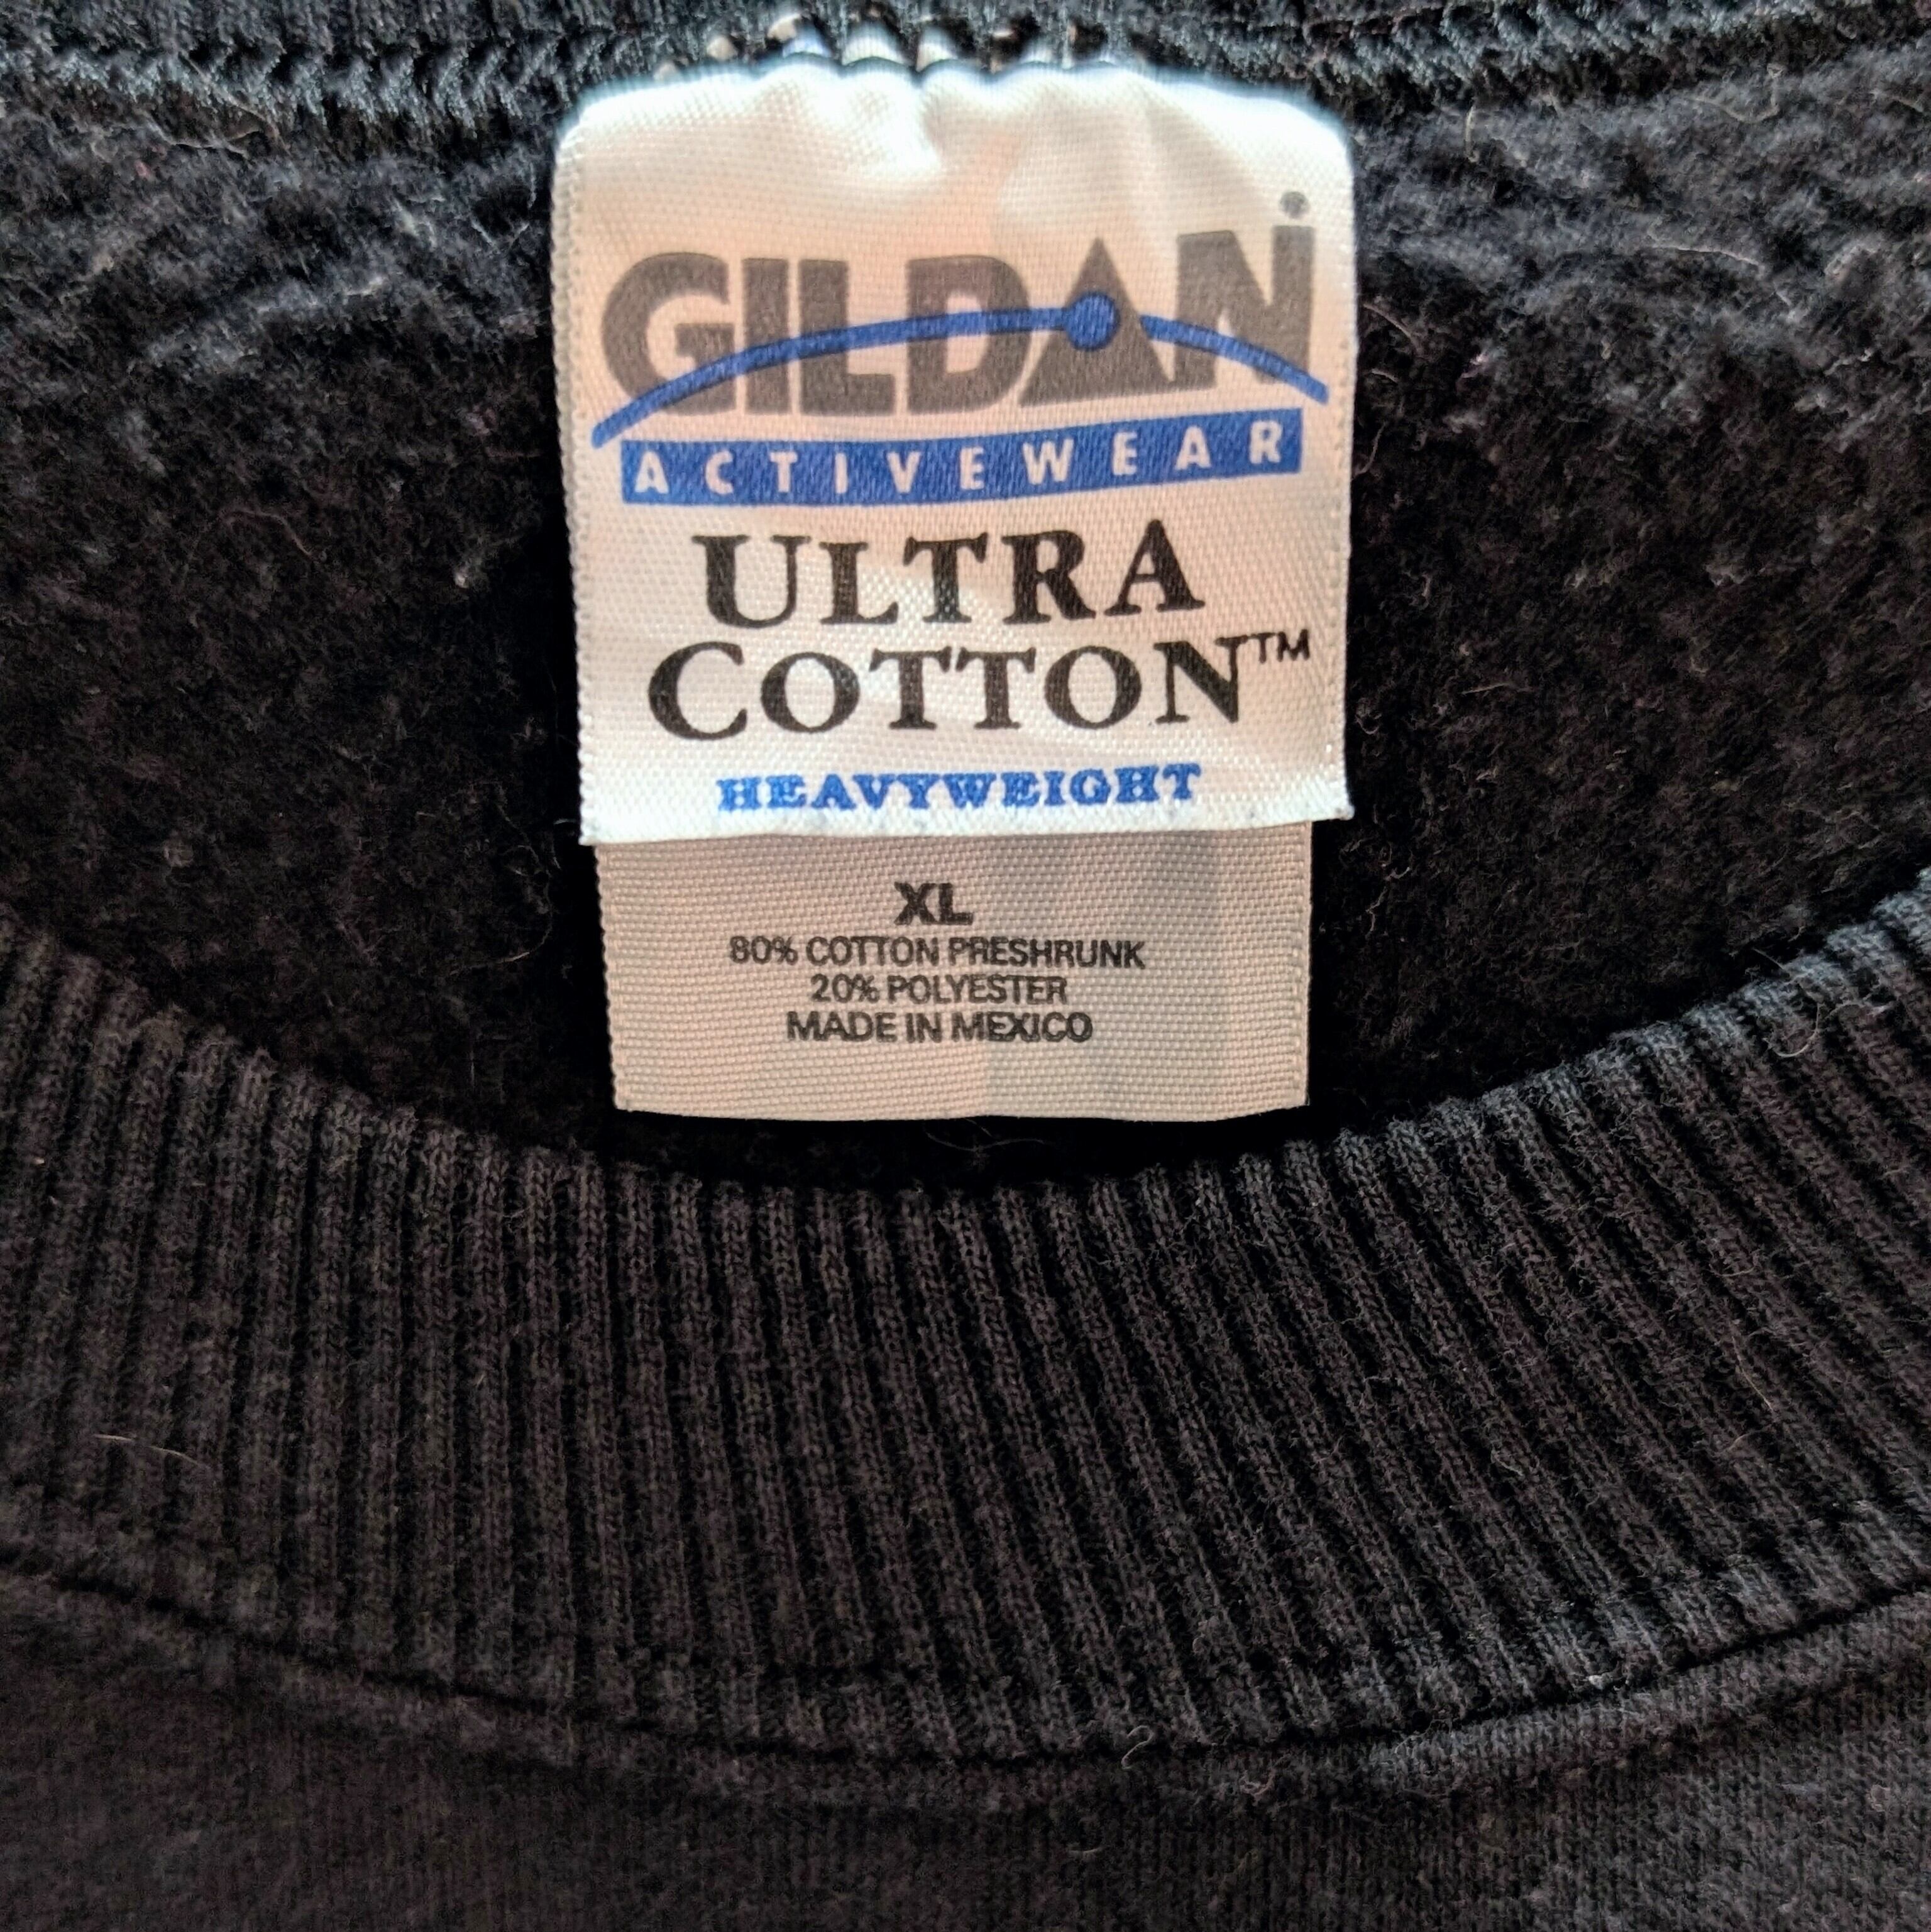 GILDAN
ACTIVEWEAR
ULTRA
COTTON™
HEAVYWEIGHT
XL
80% COTTON PRESHRUNK
20% POLYESTER
MADE IN MEXICO